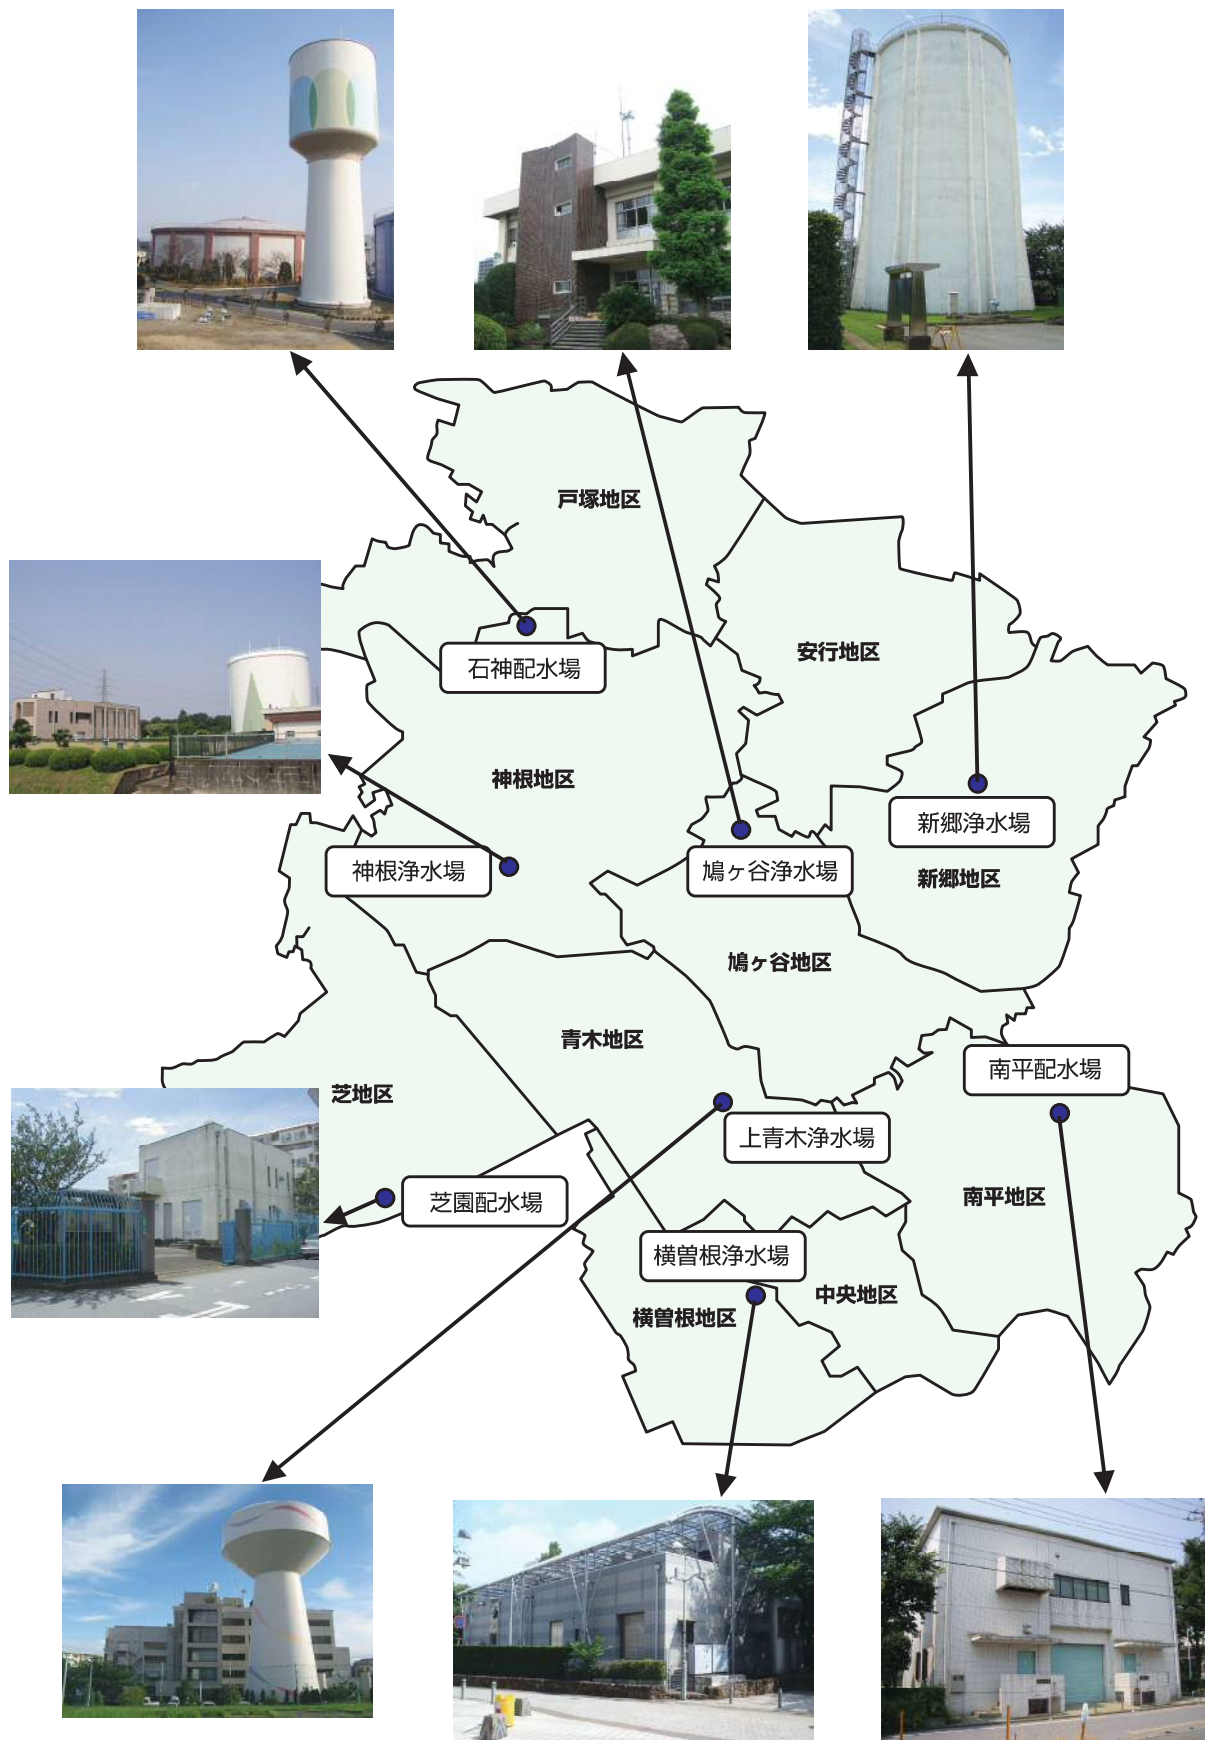 戸塚地区
安行地区
石神配水場
神根地区
新郷浄水場
神根浄水場
鳩ヶ谷浄水場
新郷地区
鳩ヶ谷地区
青木地区
南平配水場
芝地区
上青木浄水場
芝園配水場
南平地区
横曽根浄水場
中央地区
横曽根地区